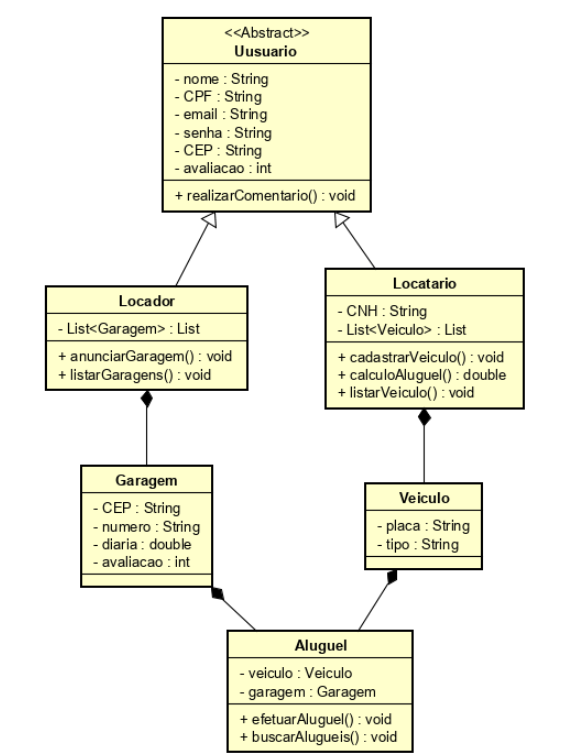 <<Abstract>>
Uusuario
- nome : String
- CPF : String
- email : String
- senha : String
- CEP : String
- avaliacao : int
+ realizarComentario() : void
Locador
- List<Garagem> : List
+ anunciarGaragem() : void
+ listarGaragens() : void
Locatario
- CNH : String
- List<Veiculo> : List
+ cadastrarVeiculo() : void
+ calculoAluguel() : double
+ listarVeiculo() : void
Garagem
- CEP : String
- numero : String
- diaria : double
- avaliacao : int
Veiculo
- placa : String
- tipo : String
Aluguel
- veiculo : Veiculo
- garagem : Garagem
+ efetuarAluguel() : void
+ buscarAlugueis() : void